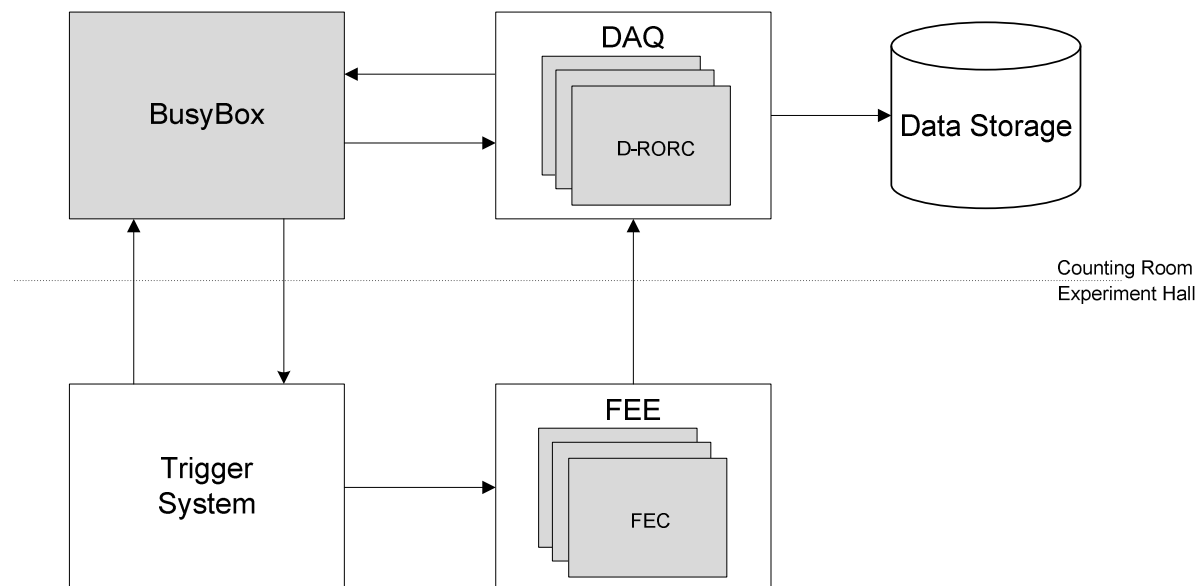 BusyBox
DAQ
D-RORC
Data Storage
Counting Room
Experiment Hall
Trigger
System
FEE
FEC